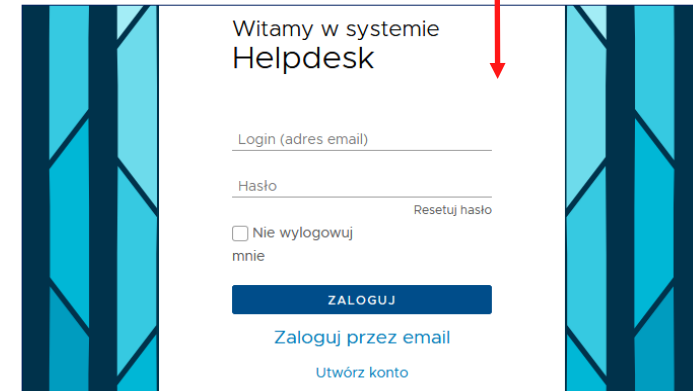 Witamy w systemie
Helpdesk
Login (adres email)
Hasło
Resetuj hasło
Nie wylogowuj
mnie
ZALOGUJ
Zaloguj przez email
Utwórz konto